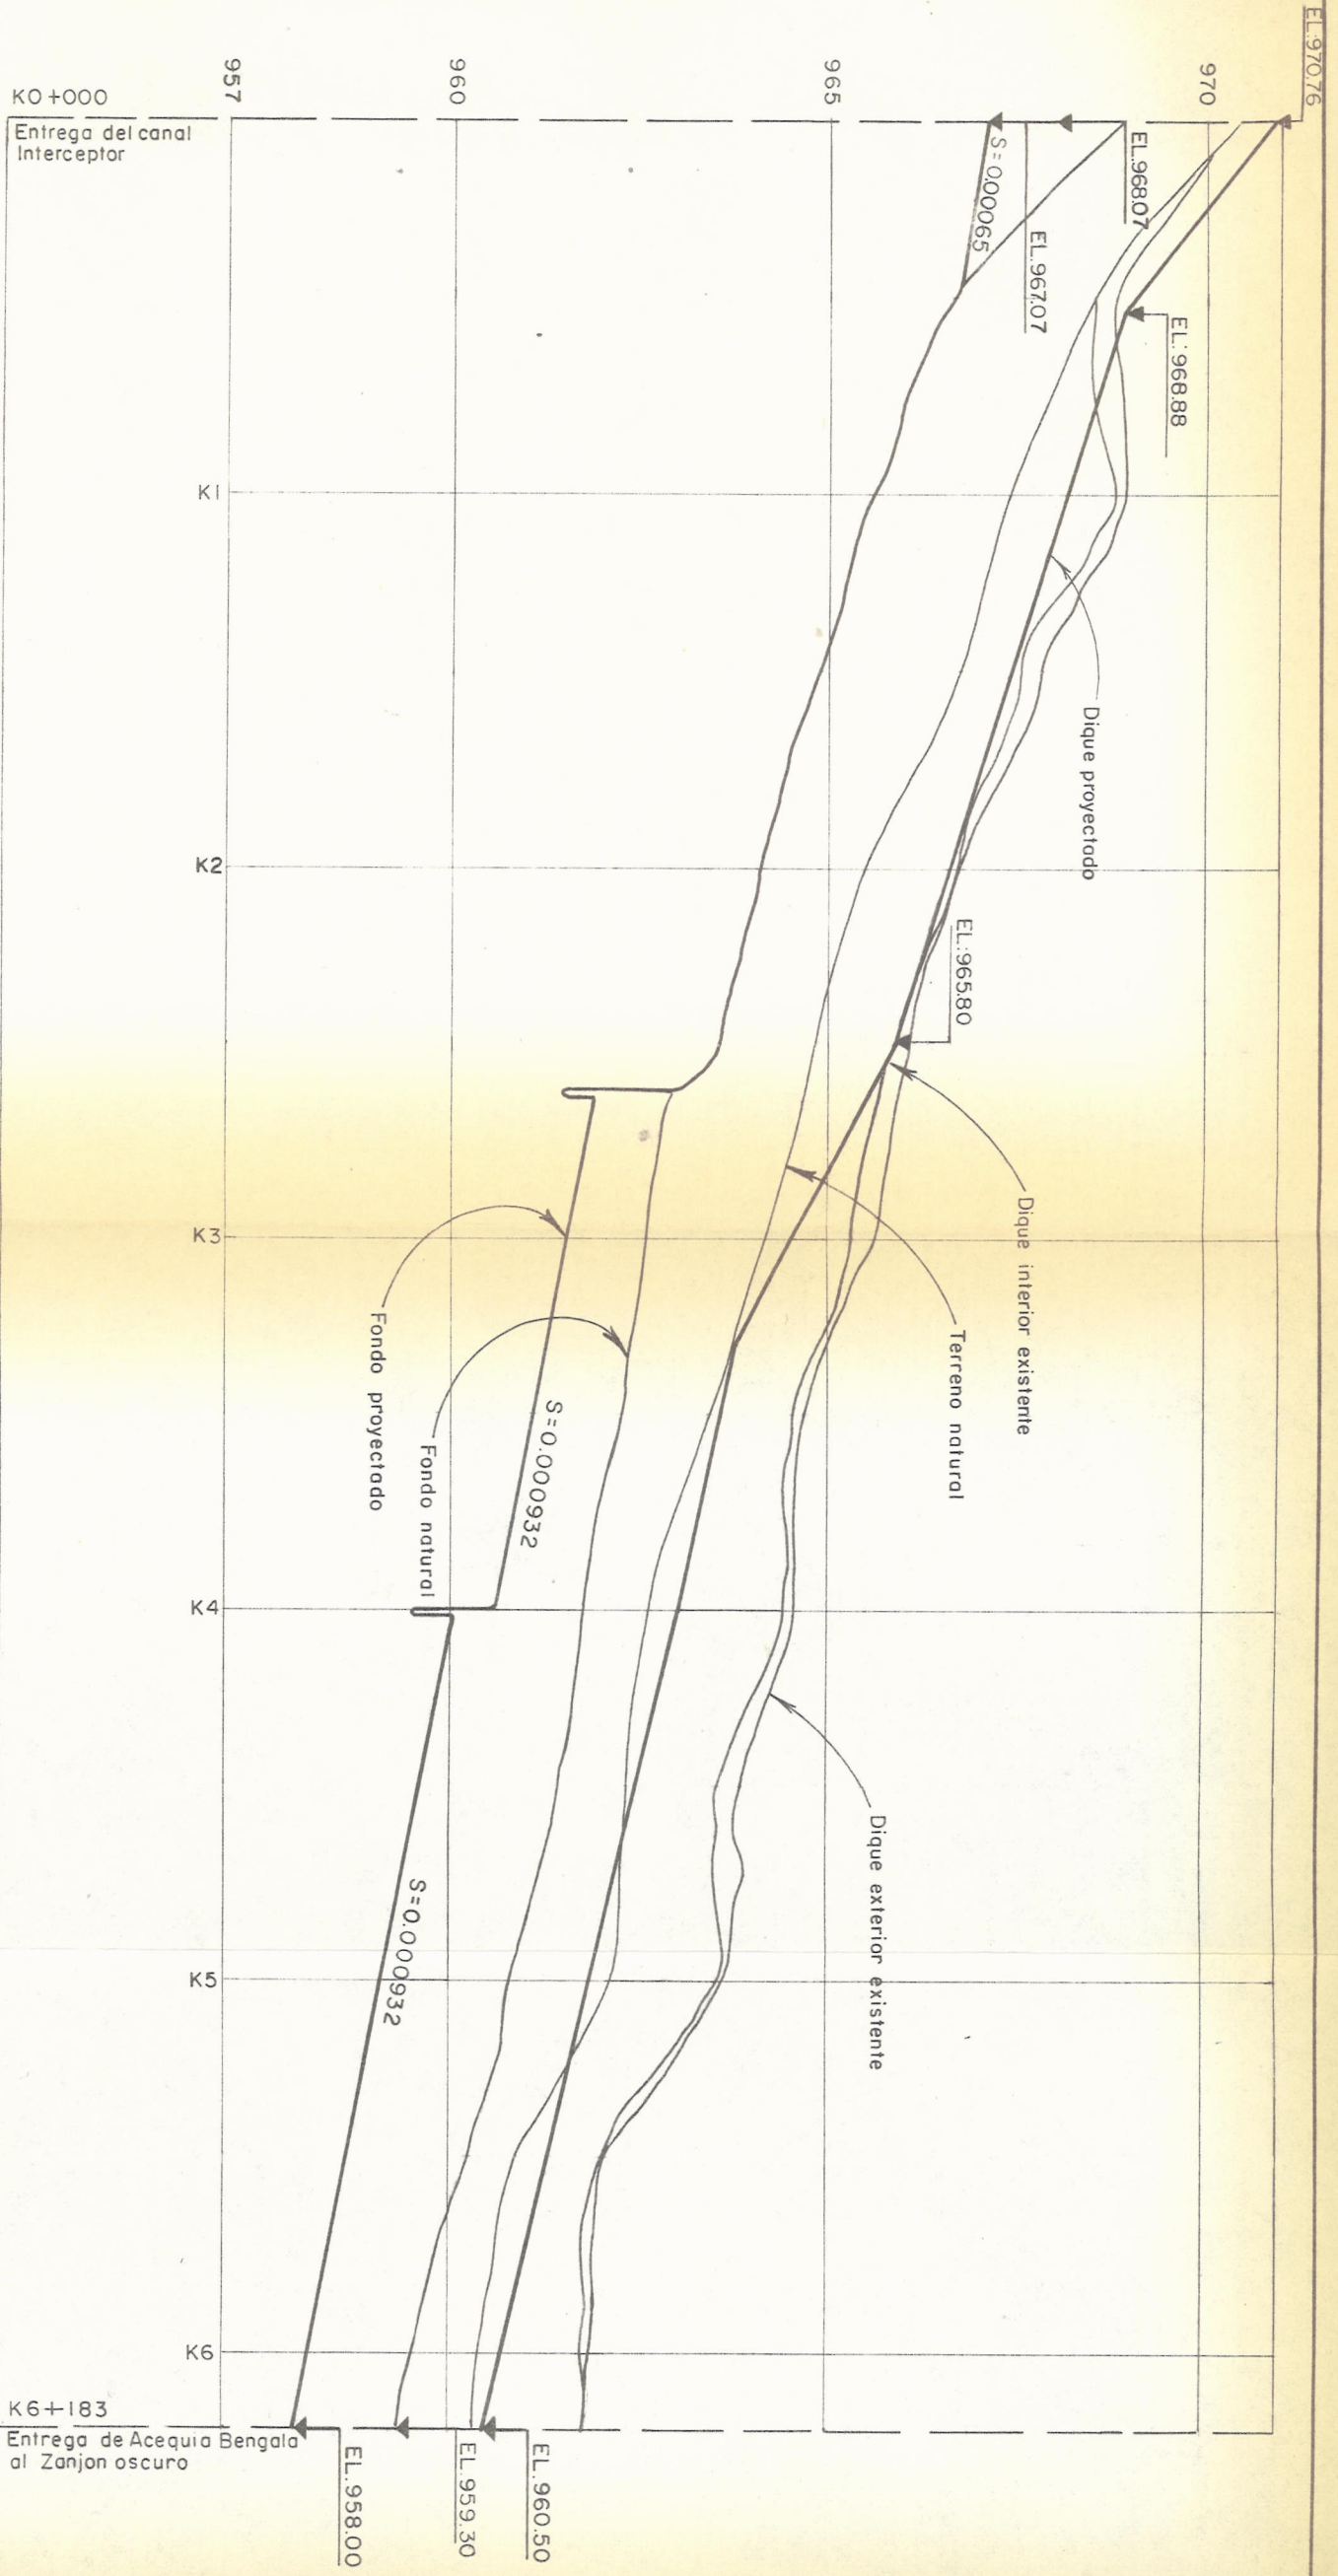 EL:970.76
957
960
965
970
K0+000
Entrega del canal
Interceptor
S=0.00065
EL.967.07
EL.968.07
EL:968.88
K1
Dique proyectado
K2
EL:965.80
K3
Dique interior existente
Terreno natural
Fondo proyectado
Fondo natural
S=0.000932
K4
Dique exterior existente
S=0.000932
K5
K6
K6+183
Entrega de Acequia Bengala
al Zanjon oscuro
EL.958.00
EL.959.30
EL.960.50